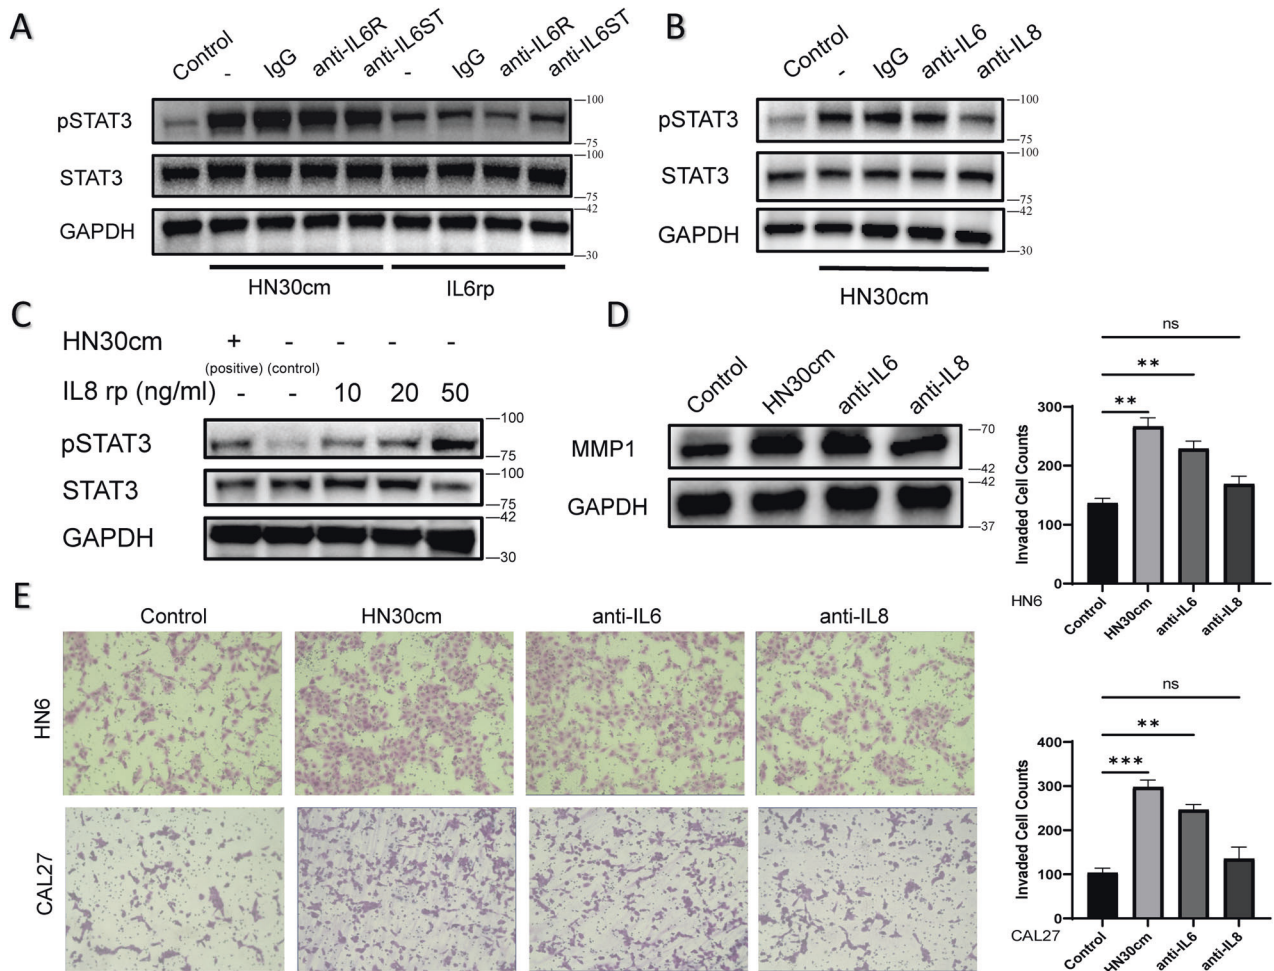 A
Control
-
IgG
anti-IL6R
anti-IL6ST
-
IgG
anti-IL6R
anti-IL6ST
pSTAT3
—100
—75
STAT3
—100
—75
GAPDH
—42
—30
HN30cm
IL6rp
B
Control
-
IgG
anti-IL6
anti-IL8
pSTAT3
—100
—75
STAT3
—100
—75
GAPDH
—42
—30
HN30cm
C
HN30cm + - - - -
(positive) (control)
IL8 rp (ng/ml) - - 10 20 50
pSTAT3
—100
—75
STAT3
—100
—75
GAPDH
—42
—30
D
Control
HN30cm
anti-IL6
anti-IL8
MMP1
—70
—42
GAPDH
—42
—37
E
Control
HN30cm
anti-IL6
anti-IL8
HN6
CAL27
ns
**
**
300
200
100
0
Invaded Cell Counts
HN6
Control
HN30cm
anti-IL6
anti-IL8
ns
**
***
400
300
200
100
0
Invaded Cell Counts
CAL27
Control
HN30cm
anti-IL6
anti-IL8